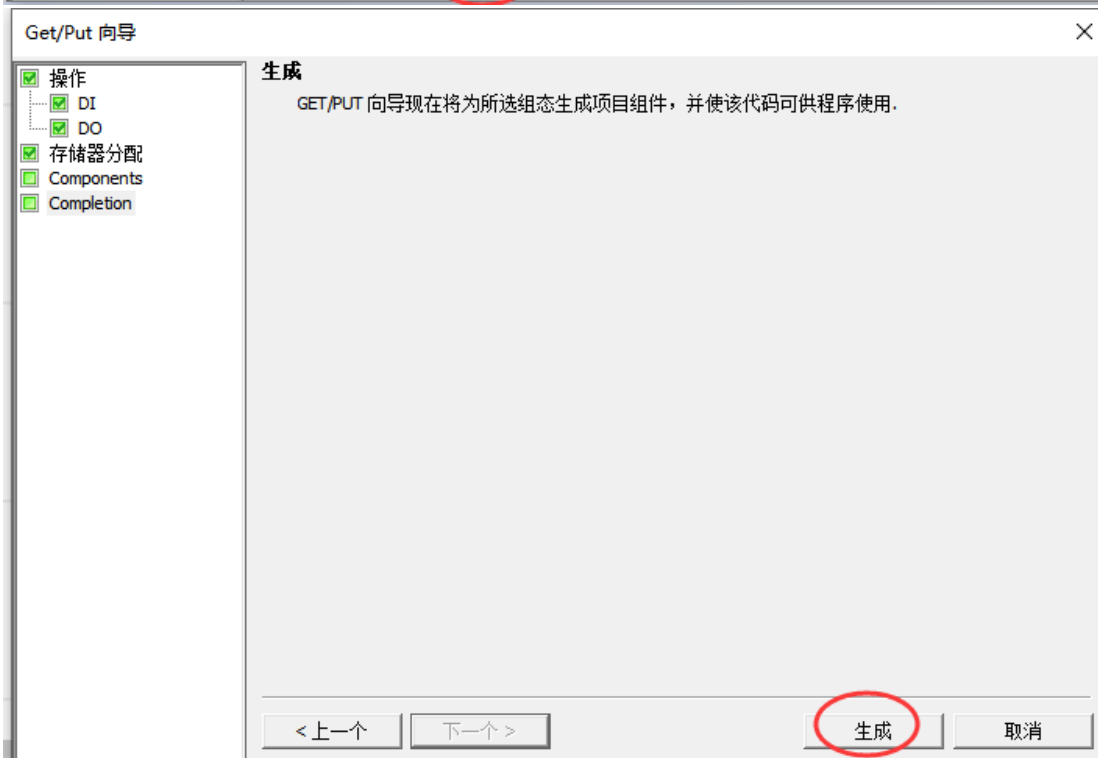 Get/Put 向导
操作
DI
DO
存储器分配
Components
Completion
生成
GET/PUT 向导现在将为所选组态生成项目组件，并使该代码可供程序使用.
<上一个
下一个>
生成
取消